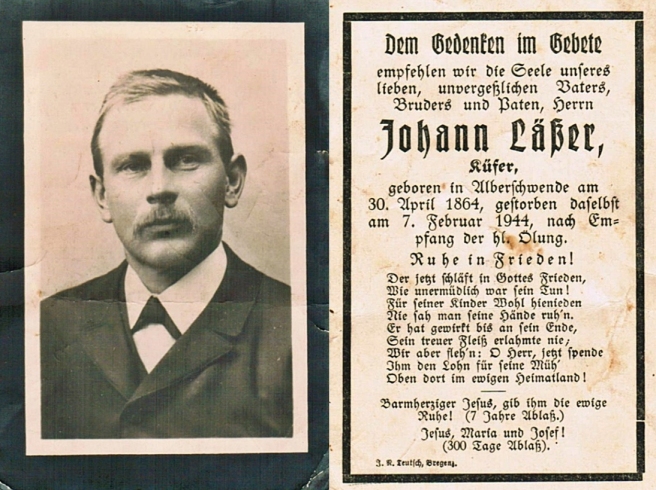 Dem Gedenken im Gebete
empfehlen wir die Seele unseres
lieben, unvergeßlichen Vaters,
Bruders und Paten, Herrn
Johann Läßer,
Küfer,
geboren in Alberschwende am
30. April 1864, gestorben daselbst
am 7. Februar 1944, nach Em-
pfang der hl. Ölung.
Ruhe in Frieden!
Der jetzt schläft in Gottes Frieden,
Wie unermüdlich war sein Tun!
Für seiner Kinder Wohl hienieden
Nie sah man seine Hände ruh'n.
Er hat gewirkt bis an sein Ende,
Sein treuer Fleiß erlahmte nie,
Wir aber fleh'n: O Herr, jetzt spende
Ihm den Lohn für seine Müh'
Oben dort im ewigen Heimatland!
Barmherziger Jesus, gib ihm die ewige
Ruhe! (7 Jahre Ablaß.)
Jesus, Maria und Josef!
(300 Tage Ablaß).
J. N. Teutsch, Bregenz.